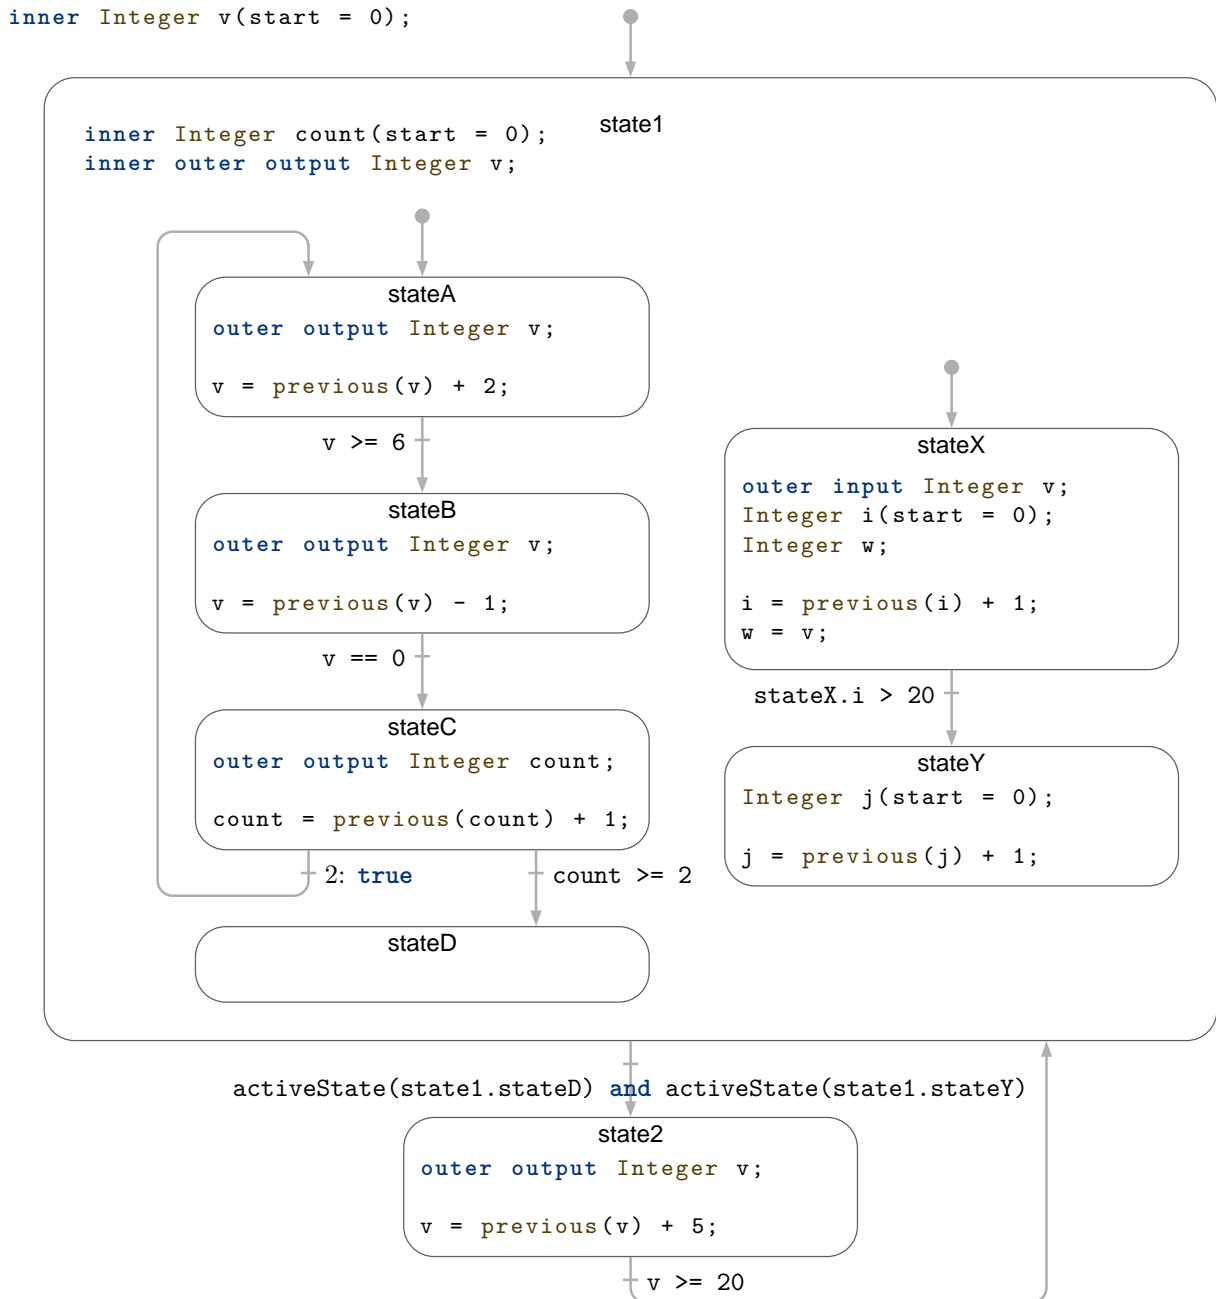 inner Integer v(start = 0);
state1
inner Integer count(start = 0);
inner outer output Integer v;
stateA
outer output Integer v;
v = previous(v) + 2;
v >= 6
stateB
outer output Integer v;
v = previous(v) - 1;
v == 0
stateC
outer output Integer count;
count = previous(count) + 1;
2: true
count >= 2
stateD
stateX
outer input Integer v;
Integer i(start = 0);
Integer w;
i = previous(i) + 1;
w = v;
stateX.i > 20
stateY
Integer j(start = 0);
j = previous(j) + 1;
activeState(state1.stateD) and activeState(state1.stateY)
state2
outer output Integer v;
v = previous(v) + 5;
v >= 20